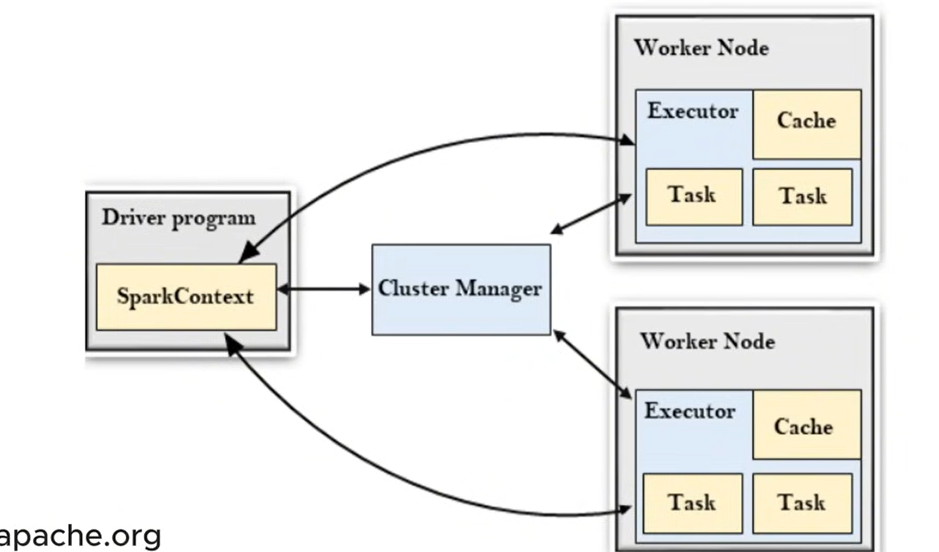 Driver program
SparkContext
Cluster Manager
Worker Node
Executor
Cache
Task
Task
Worker Node
Executor
Cache
Task
Task
apache.org